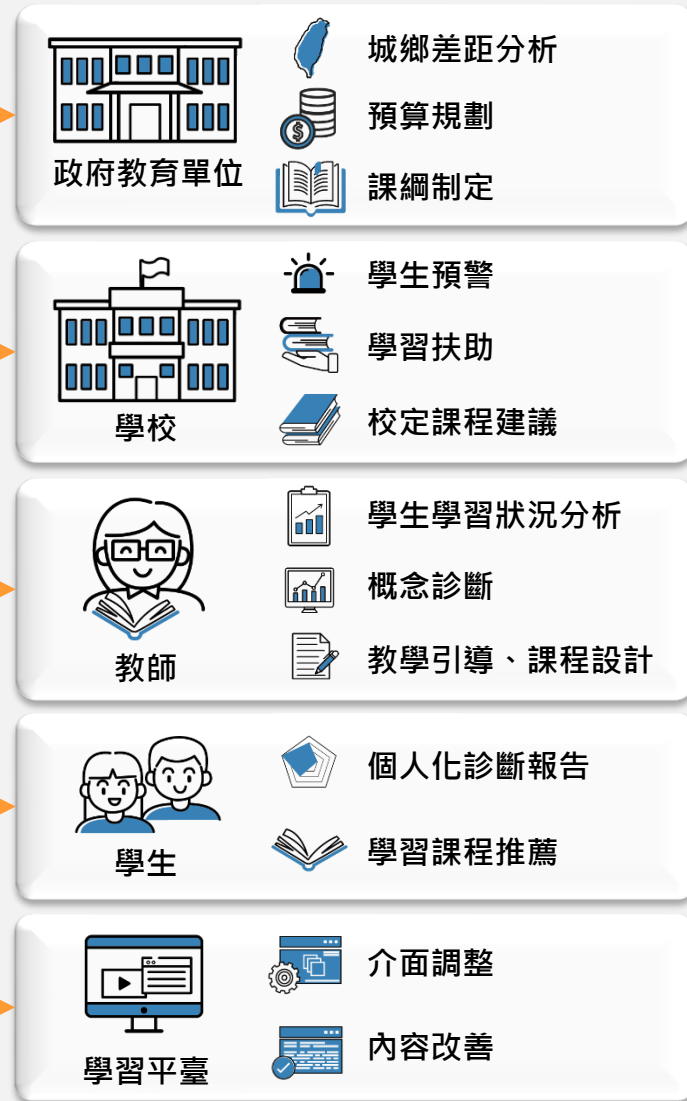 政府教育單位
城鄉差距分析
預算規劃
課綱制定
學校
學生預警
學習扶助
校定課程建議
教師
學生學習狀況分析
概念診斷
教學引導、課程設計
學生
個人化診斷報告
學習課程推薦
學習平臺
介面調整
內容改善